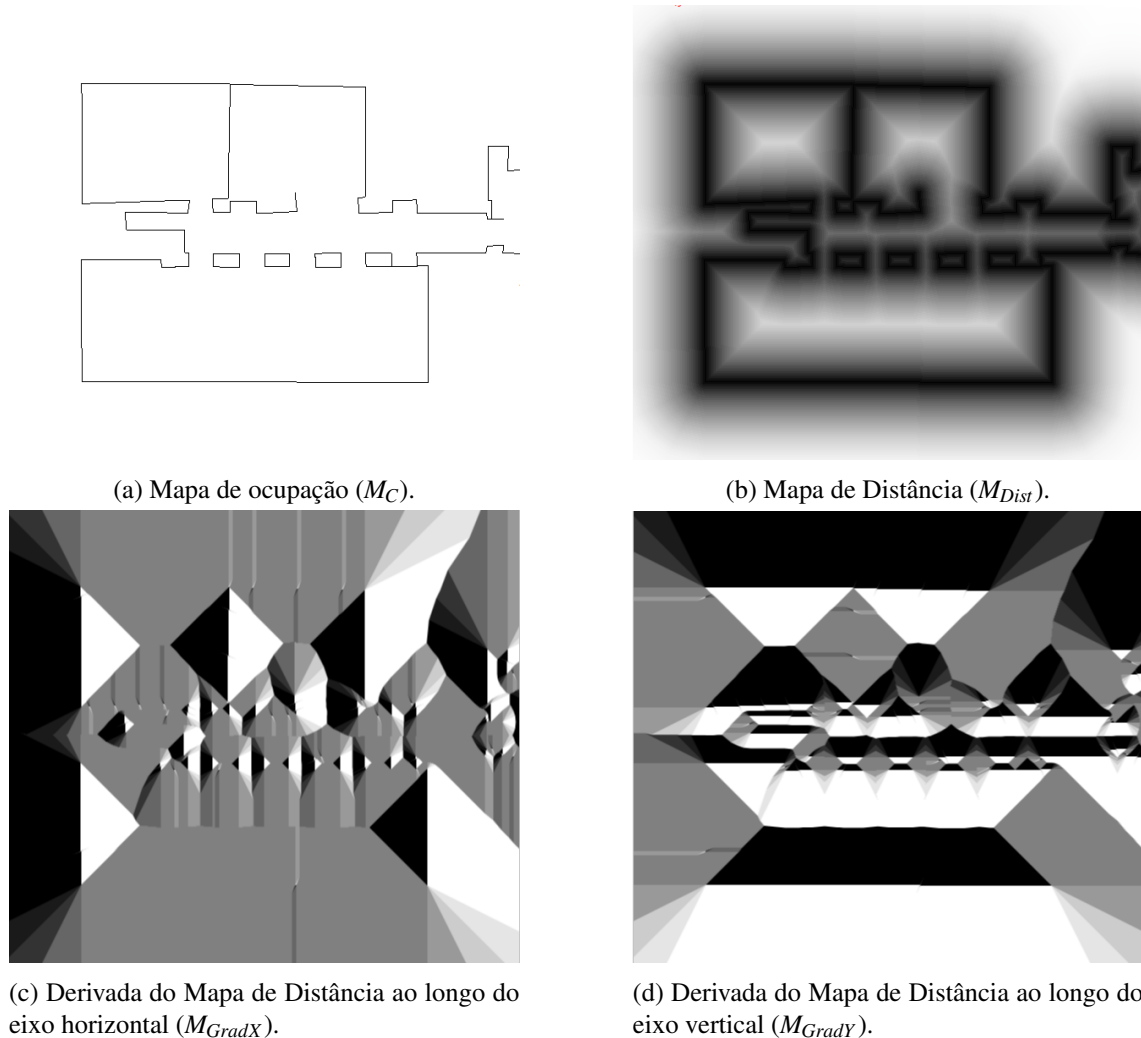 (a) Mapa de ocupação (M_C).
(b) Mapa de Distância (M_Dist).
(c) Derivada do Mapa de Distância ao longo do
eixo horizontal (M_GradX).
(d) Derivada do Mapa de Distância ao longo do
eixo vertical (M_GradY).